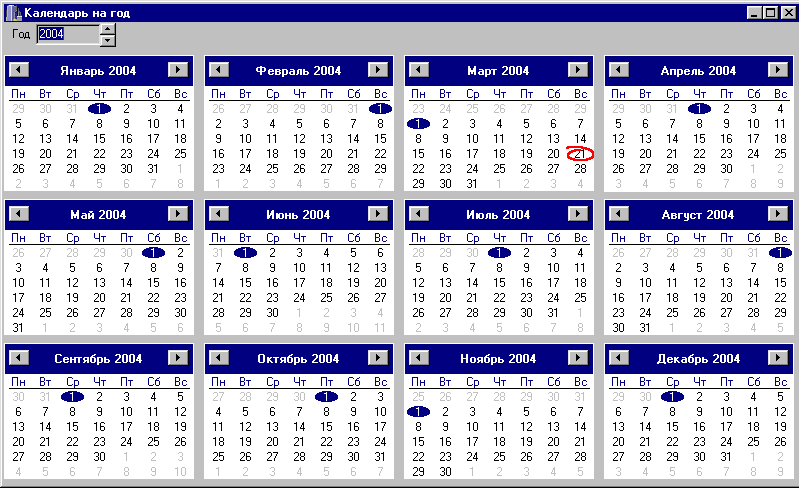 Календарь на год
Год 2004
Январь 2004
Пн Вт Ср Чт Пт Сб Вс
29 30 31 1 2 3 4
5 6 7 8 9 10 11
12 13 14 15 16 17 18
19 20 21 22 23 24 25
26 27 28 29 30 31 1
2 3 4 5 6 7 8
Февраль 2004
Пн Вт Ср Чт Пт Сб Вс
26 27 28 29 30 31 1
2 3 4 5 6 7 8
9 10 11 12 13 14 15
16 17 18 19 20 21 22
23 24 25 26 27 28 29
1 2 3 4 5 6 7
Март 2004
Пн Вт Ср Чт Пт Сб Вс
23 24 25 26 27 28 29
1 2 3 4 5 6 7
8 9 10 11 12 13 14
15 16 17 18 19 20 21
22 23 24 25 26 27 28
29 30 31 1 2 3 4
Апрель 2004
Пн Вт Ср Чт Пт Сб Вс
29 30 31 1 2 3 4
5 6 7 8 9 10 11
12 13 14 15 16 17 18
19 20 21 22 23 24 25
26 27 28 29 30 1 2
3 4 5 6 7 8 9
Май 2004
Пн Вт Ср Чт Пт Сб Вс
26 27 28 29 30 1 2
3 4 5 6 7 8 9
10 11 12 13 14 15 16
17 18 19 20 21 22 23
24 25 26 27 28 29 30
31 1 2 3 4 5 6
Июнь 2004
Пн Вт Ср Чт Пт Сб Вс
31 1 2 3 4 5 6
7 8 9 10 11 12 13
14 15 16 17 18 19 20
21 22 23 24 25 26 27
28 29 30 1 2 3 4
5 6 7 8 9 10 11
Июль 2004
Пн Вт Ср Чт Пт Сб Вс
28 29 30 1 2 3 4
5 6 7 8 9 10 11
12 13 14 15 16 17 18
19 20 21 22 23 24 25
26 27 28 29 30 31 1
2 3 4 5 6 7 8
Август 2004
Пн Вт Ср Чт Пт Сб Вс
26 27 28 29 30 31 1
2 3 4 5 6 7 8
9 10 11 12 13 14 15
16 17 18 19 20 21 22
23 24 25 26 27 28 29
30 31 1 2 3 4 5
Сентябрь 2004
Пн Вт Ср Чт Пт Сб Вс
30 31 1 2 3 4 5
6 7 8 9 10 11 12
13 14 15 16 17 18 19
20 21 22 23 24 25 26
27 28 29 30 1 2 3
4 5 6 7 8 9 10
Октябрь 2004
Пн Вт Ср Чт Пт Сб Вс
27 28 29 30 1 2 3
4 5 6 7 8 9 10
11 12 13 14 15 16 17
18 19 20 21 22 23 24
25 26 27 28 29 30 31
1 2 3 4 5 6 7
Ноябрь 2004
Пн Вт Ср Чт Пт Сб Вс
25 26 27 28 29 30 31
1 2 3 4 5 6 7
8 9 10 11 12 13 14
15 16 17 18 19 20 21
22 23 24 25 26 27 28
29 30 1 2 3 4 5
Декабрь 2004
Пн Вт Ср Чт Пт Сб Вс
29 30 1 2 3 4 5
6 7 8 9 10 11 12
13 14 15 16 17 18 19
20 21 22 23 24 25 26
27 28 29 30 31 1 2
3 4 5 6 7 8 9